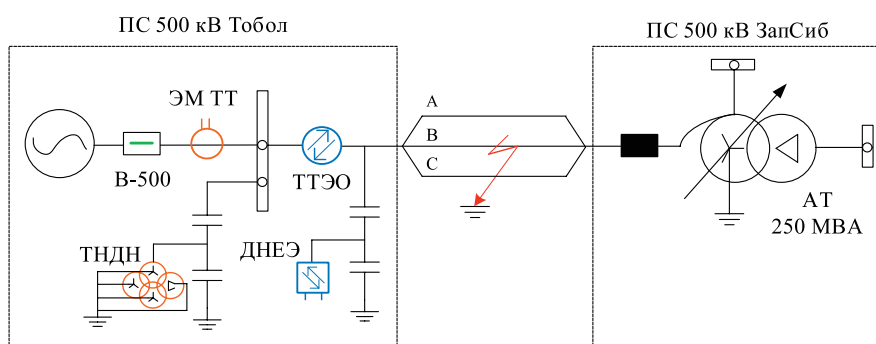 ПС 500 кВ Тобол
ПС 500 кВ ЗапСиб
ЭМ ТТ
А
В
С
В-500
ТТЭО
ТНДН
ДНЕЭ
АТ
250 МВА